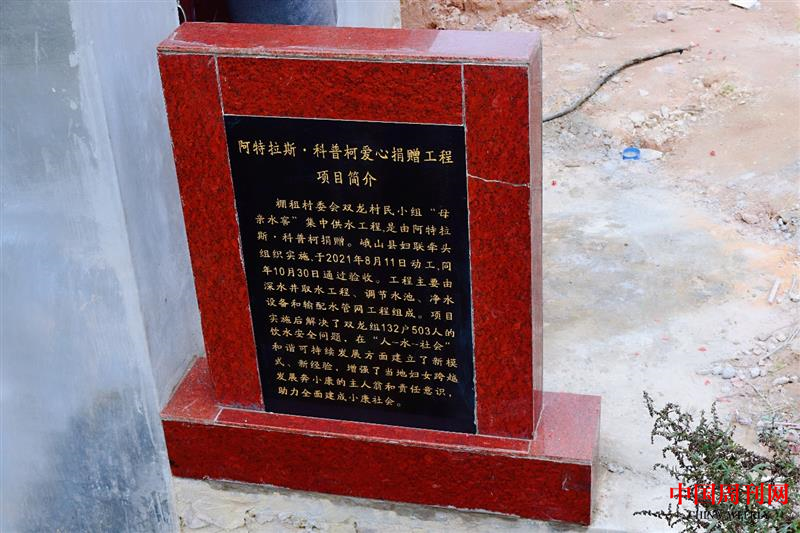 阿特拉斯·科普柯爱心捐赠工程
项目简介
棚租村委会双龙村民小组“母
亲水窖”集中供水工程,是由阿特拉
斯·科普柯捐赠。峨山县妇联牵头
组织实施,于2021年8月11日动工,同
年10月30日通过验收。工程主要由
深水井取水工程、调节水池、净水
设备和输配水管网工程组成。项目
实施后解决了双龙组132户503人的
饮水安全问题,在“人-水-社会”
和谐可持续发展方面建立了新模
式、新经验,增强了当地妇女跨越
发展奔小康的主人翁和责任意识,
助力全面建成小康社会。
中国周刊网